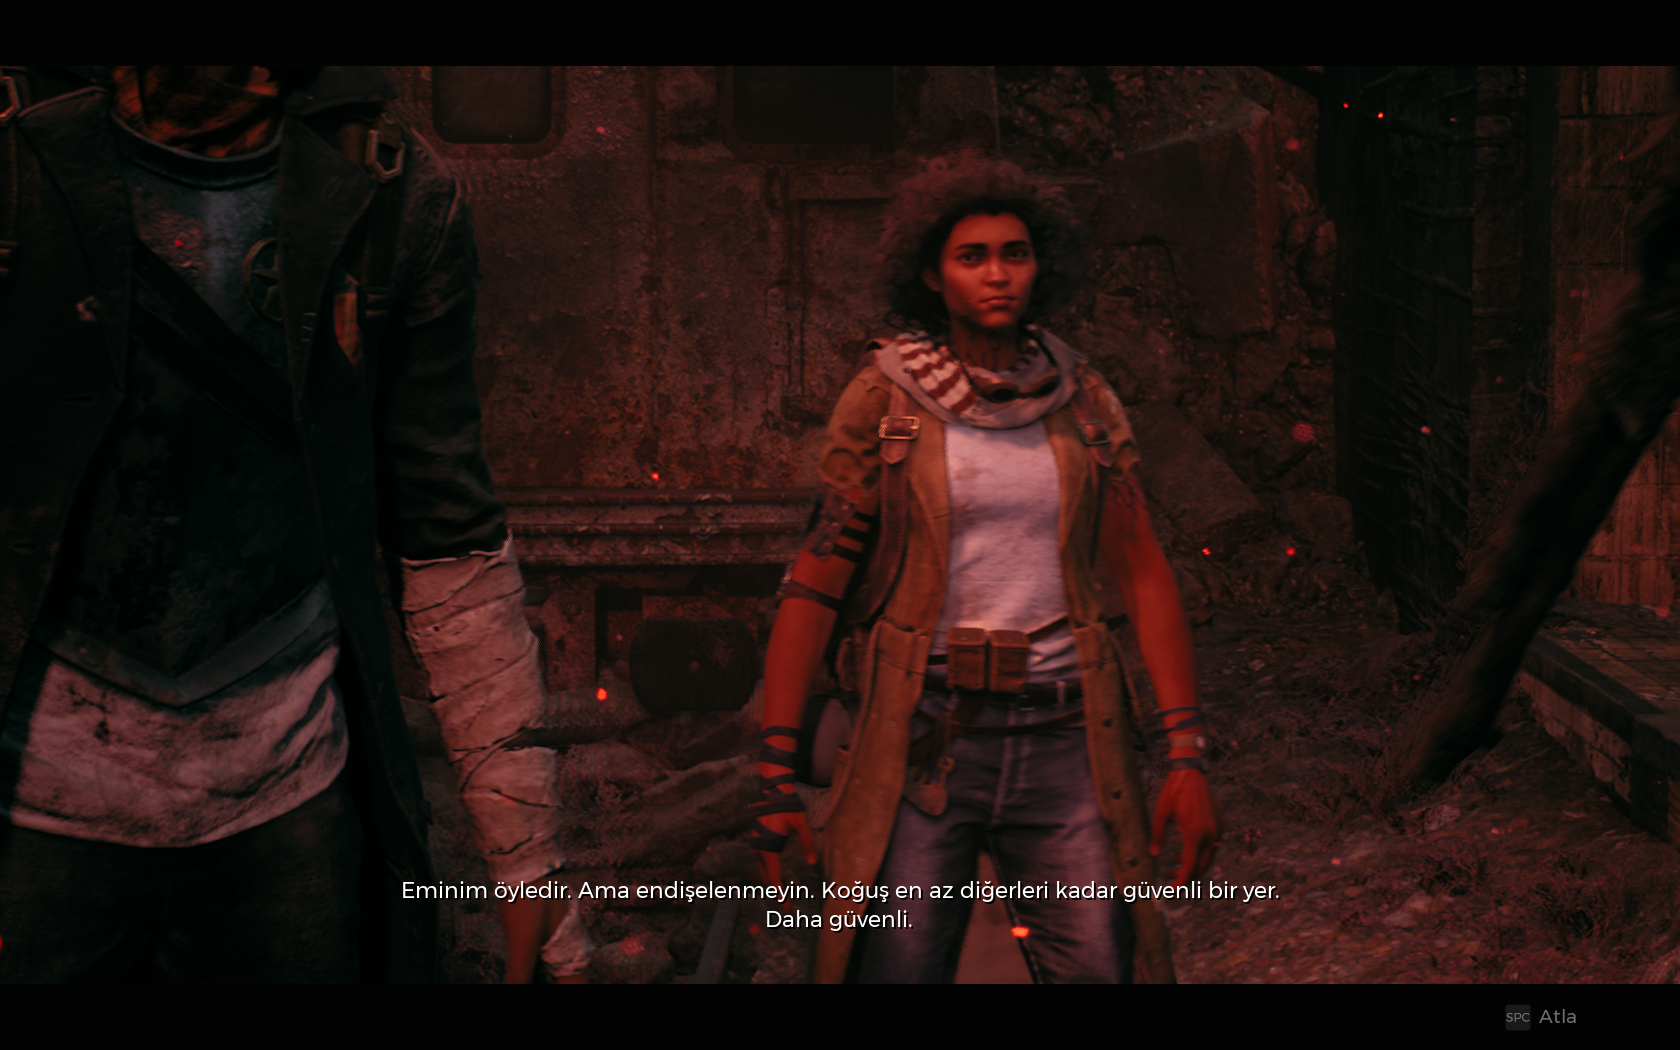 Eminim öyledir. Ama endişelenmeyin. Koğuş en az diğerleri kadar güvenli bir yer.
Daha güvenli.
SPC Atla